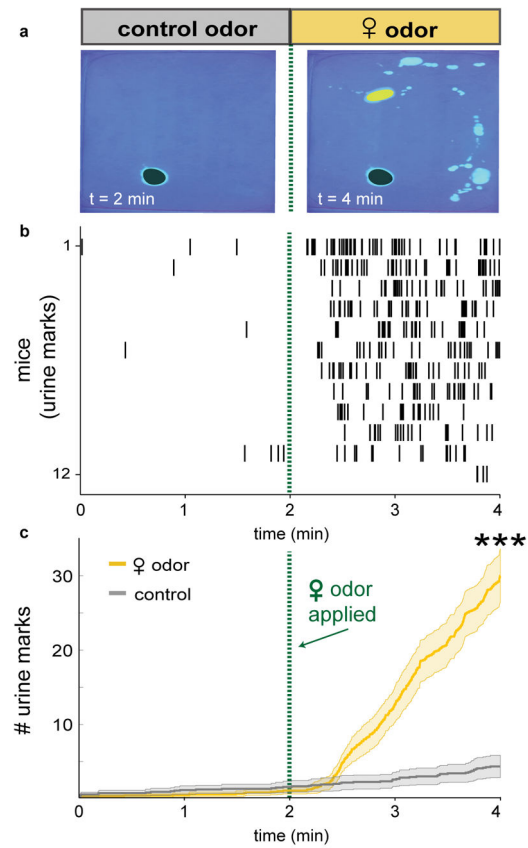 a
control odor
♀ odor
t = 2 min
t = 4 min
b
1
mice
(urine marks)
12
0
1
2
3
4
time (min)
c
♀ odor
control
***
30
♀ odor
applied
20
# urine marks
10
0
1
2
3
4
time (min)